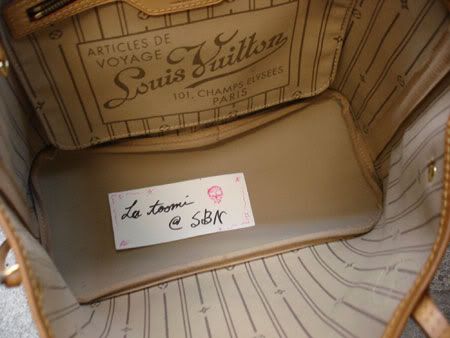 ARTICLES DE
VOYAGE
Louis Vuitton
101, CHAMPS ELYSEES
PARIS
La toomi
@ SBN